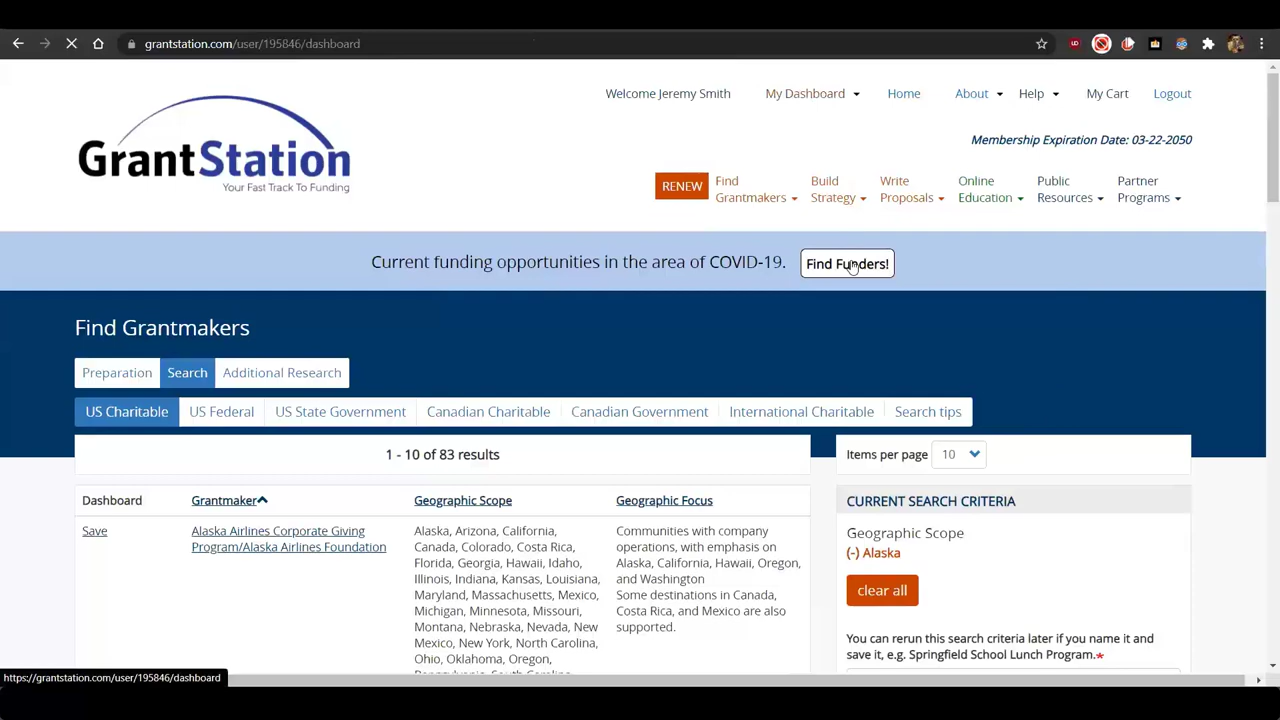 grantstation.com/user/195846/dashboard
Welcome Jeremy Smith My Dashboard Home About Help My Cart Logout
GrantStation
Your Fast Track To Funding
Membership Expiration Date: 03-22-2050
RENEW Find Grantmakers Build Strategy Write Proposals Online Education Public Resources Partner Programs
Current funding opportunities in the area of COVID-19. Find Funders!
Find Grantmakers
Preparation Search Additional Research
US Charitable US Federal US State Government Canadian Charitable Canadian Government International Charitable Search tips
1 - 10 of 83 results
Items per page 10
Dashboard Grantmaker Geographic Scope Geographic Focus
Save
Alaska Airlines Corporate Giving
Program/Alaska Airlines Foundation
Alaska, Arizona, California,
Canada, Colorado, Costa Rica,
Florida, Georgia, Hawaii, Idaho,
Illinois, Indiana, Kansas, Louisiana,
Maryland, Massachusetts, Mexico,
Michigan, Minnesota, Missouri,
Montana, Nebraska, Nevada, New
Mexico, New York, North Carolina,
Ohio, Oklahoma, Oregon,
Pennsylvania, South Carolina,
Communities with company
operations, with emphasis on
Alaska, California, Hawaii, Oregon,
and Washington
Some destinations in Canada,
Costa Rica, and Mexico are also
supported.
CURRENT SEARCH CRITERIA
Geographic Scope
(-) Alaska
clear all
You can rerun this search criteria later if you name it and
save it, e.g. Springfield School Lunch Program.*
https://grantstation.com/user/195846/dashboard